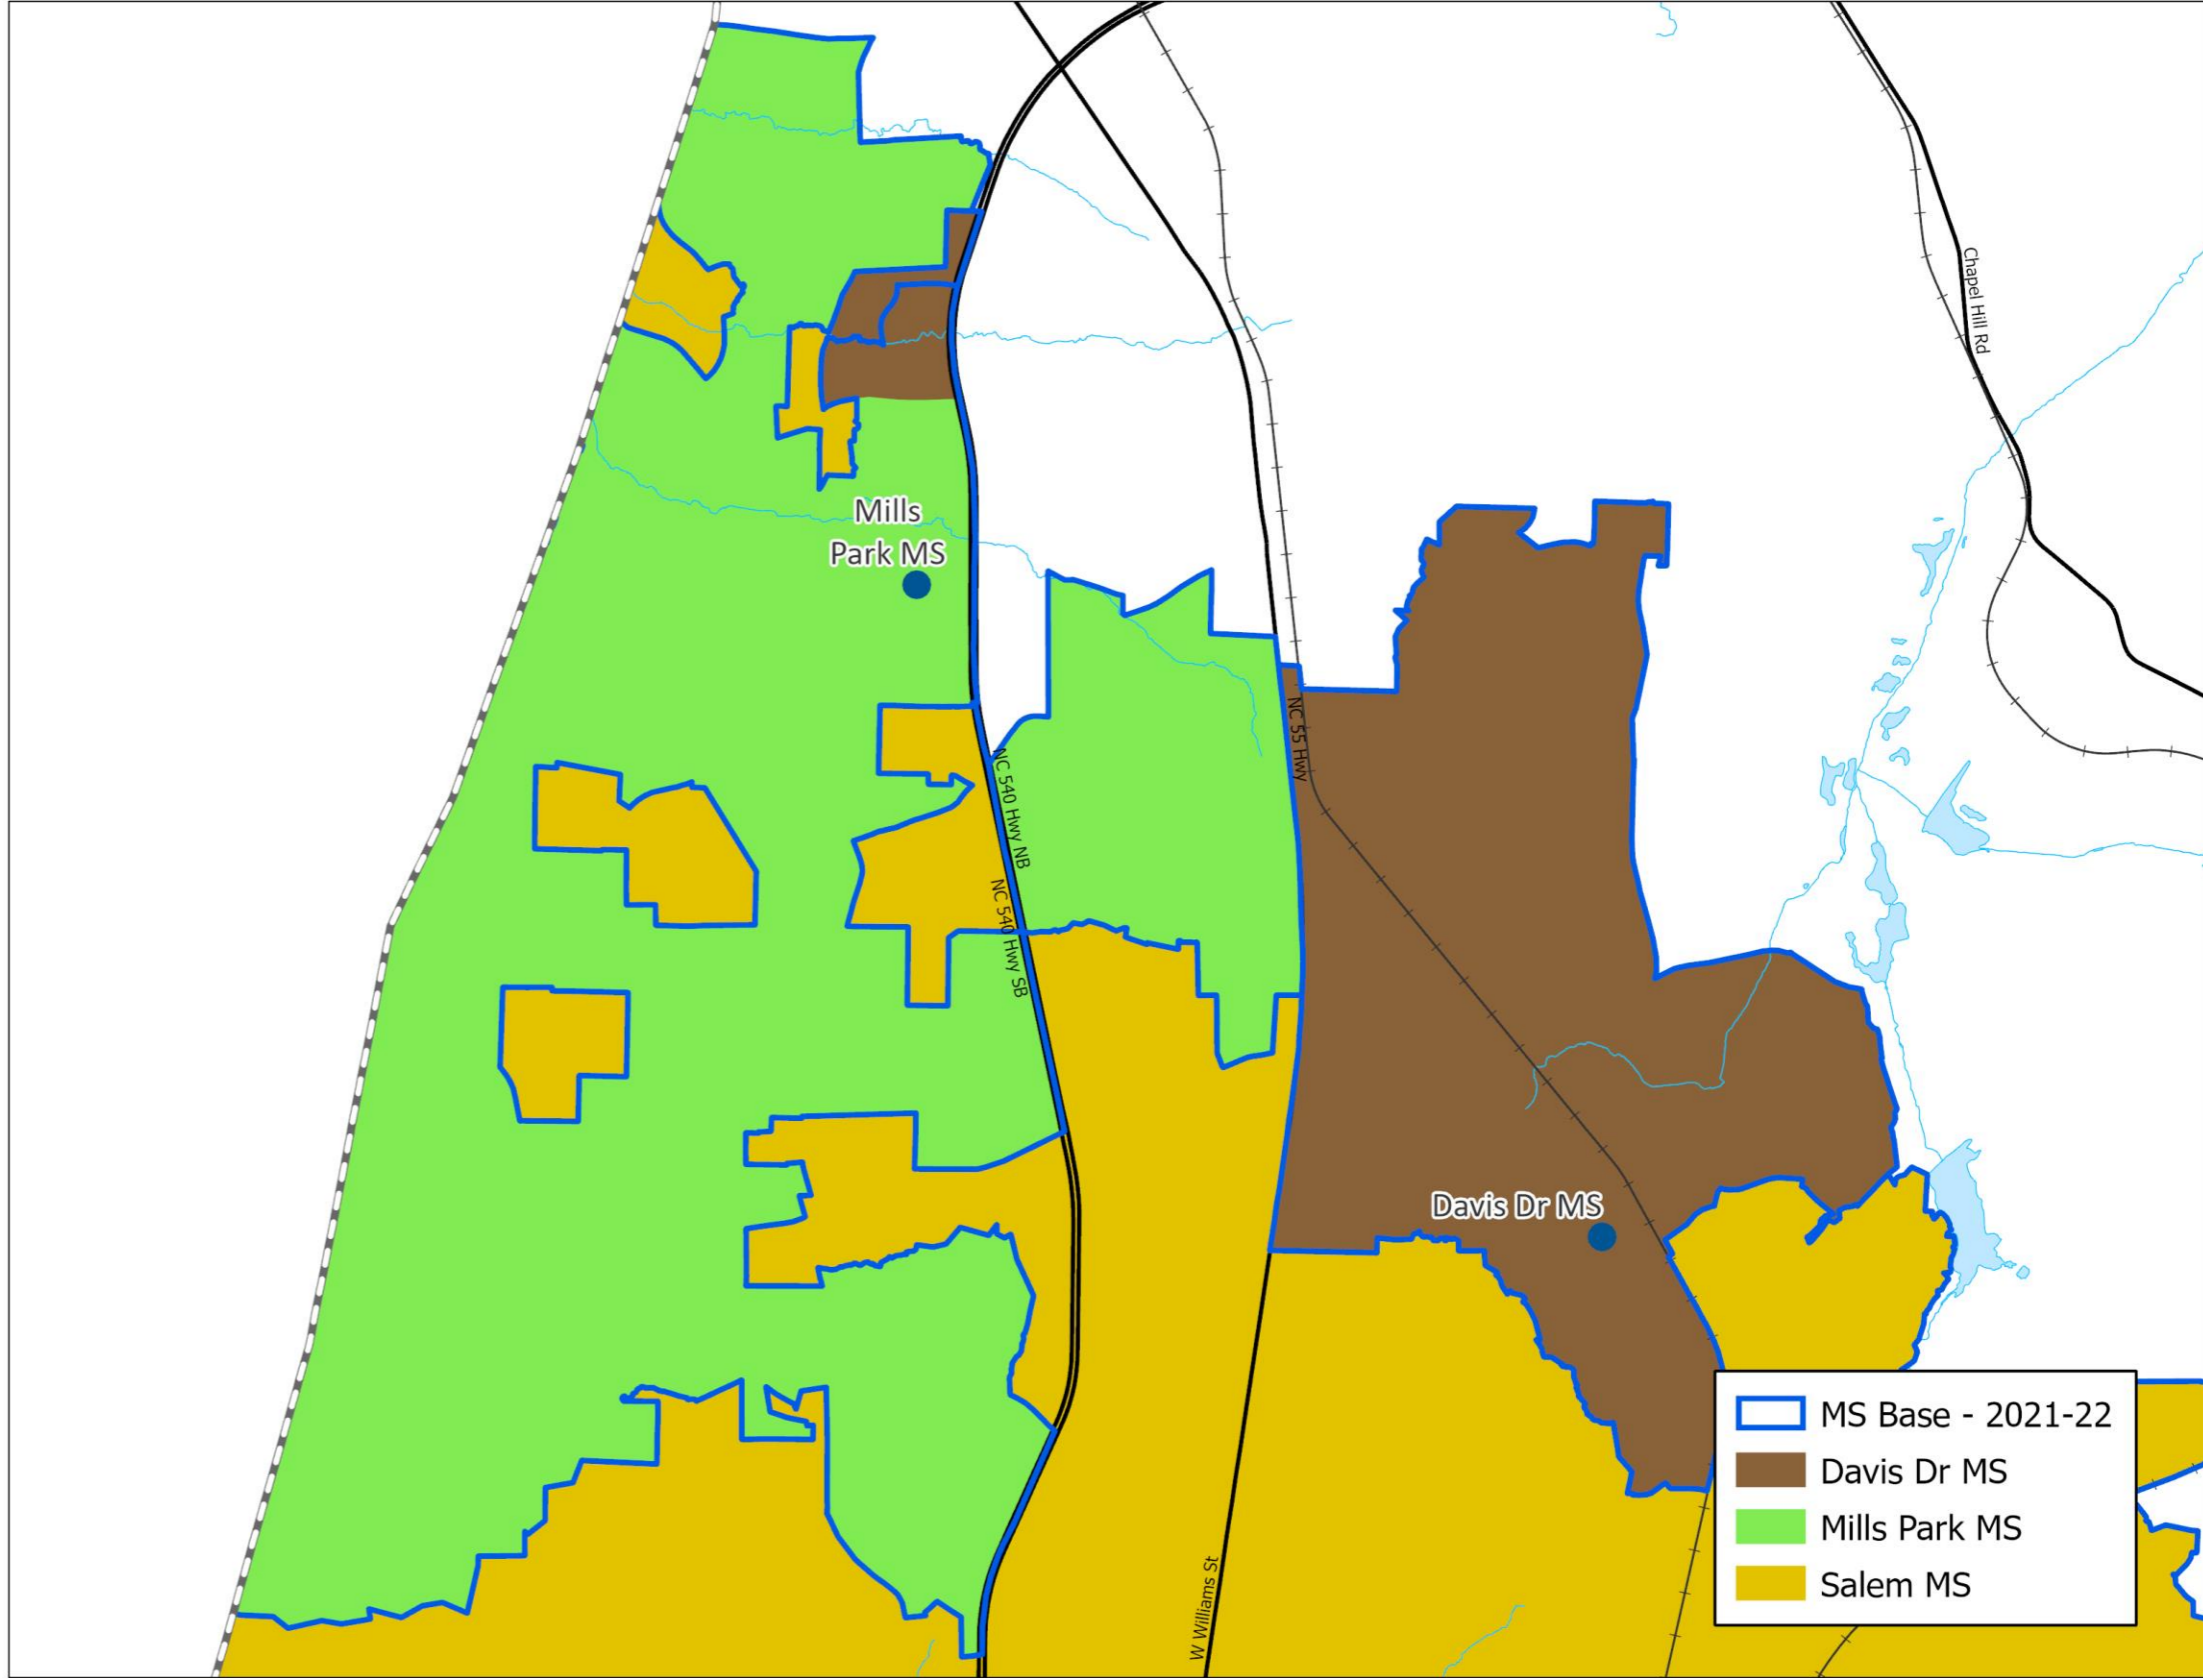 Chapel Hill Rd
Mills
Park MS
NC 55 Hwy
NC 540 Hwy NB
NC 540 Hwy SB
Davis Dr MS
W Williams St
MS Base - 2021-22
Davis Dr MS
Mills Park MS
Salem MS